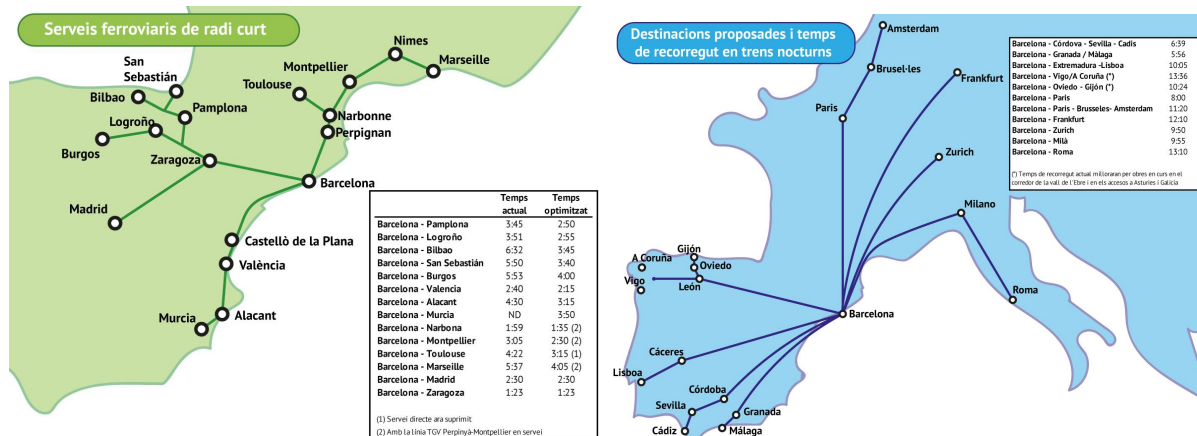 Serveis ferroviaris de radi curt
San
Sebastián
Bilbao
Pamplona
Logroño
Burgos
Zaragoza
Madrid
Nimes
Montpellier
Marseille
Toulouse
Narbonne
Perpignan
Barcelona
Castellò de la Plana
València
Alacant
Murcia
Temps actual Temps optimitzat
Barcelona - Pamplona 3:45 2:50
Barcelona - Logroño 3:51 2:55
Barcelona - Bilbao 6:32 3:45
Barcelona - San Sebastián 5:50 3:40
Barcelona - Burgos 5:53 4:00
Barcelona - Valencia 2:40 2:15
Barcelona - Alacant 4:30 3:15
Barcelona - Murcia ND 3:50
Barcelona - Narbona 1:59 1:35 (2)
Barcelona - Montpellier 3:05 2:30 (2)
Barcelona - Toulouse 4:22 3:15 (1)
Barcelona - Marseille 5:37 4:05 (2)
Barcelona - Madrid 2:30 2:30
Barcelona - Zaragoza 1:23 1:23
(1) Servei directe ara suprimit
(2) Amb la línia TGV Perpinyà-Montpellier en servei
Destinacions proposades i temps
de recorregut en trens nocturns
Amsterdam
Brusel·les
Frankfurt
Paris
Zurich
Milano
Roma
Gijón
A Coruña
Oviedo
Vigo
León
Barcelona
Cáceres
Lisboa
Córdoba
Sevilla
Granada
Cádiz
Málaga
Barcelona - Córdova - Sevilla - Cadis 6:39
Barcelona - Granada / Málaga 5:56
Barcelona - Extremadura -Lisboa 10:05
Barcelona - Vigo/A Coruña (*) 13:36
Barcelona - Oviedo - Gijón (*) 10:24
Barcelona - Paris 8:00
Barcelona - Paris - Brusseles- Amsterdam 11:20
Barcelona - Frankfurt 12:10
Barcelona - Zurich 9:50
Barcelona - Milà 9:55
Barcelona - Roma 13:10
(*) Temps de recorregut actual milloraran per obres en curs en el
corredor de la vall de l'Ebre i en els accesos a Asturies i Galicia